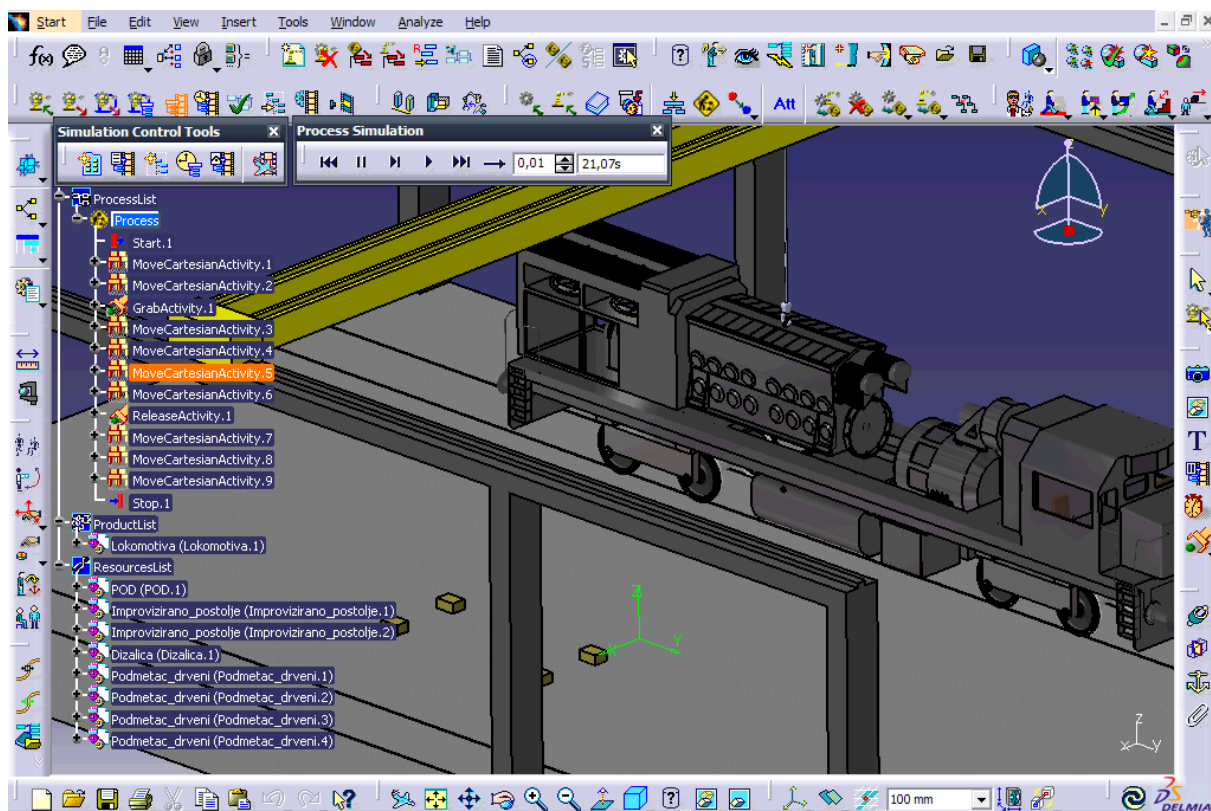 Start File Edit View Insert Tools Window Analyze Help
f(x)
Att
Simulation Control Tools
Process Simulation
0,01 21,07s
ProcessList
Process
Start.1
MoveCartesianActivity.1
MoveCartesianActivity.2
GrabActivity.1
MoveCartesianActivity.3
MoveCartesianActivity.4
MoveCartesianActivity.5
MoveCartesianActivity.6
ReleaseActivity.1
MoveCartesianActivity.7
MoveCartesianActivity.8
MoveCartesianActivity.9
Stop.1
ProductList
Lokomotiva (Lokomotiva.1)
ResourcesList
POD (POD.1)
Improvizirano_postolje (Improvizirano_postolje.1)
Improvizirano_postolje (Improvizirano_postolje.2)
Dizalica (Dizalica.1)
Podmetac_drveni (Podmetac_drveni.1)
Podmetac_drveni (Podmetac_drveni.2)
Podmetac_drveni (Podmetac_drveni.3)
Podmetac_drveni (Podmetac_drveni.4)
x y
z
x y
T
z
x y
100 mm
DS DELMIA